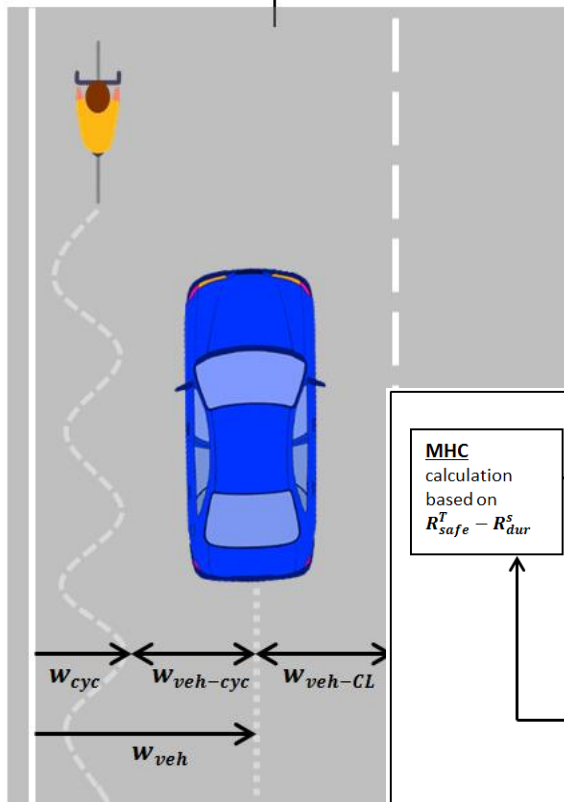 MHC
calculation
based on
R^T_safe − R^s_dur
w_cyc w_veh−cyc w_veh−CL
w_veh